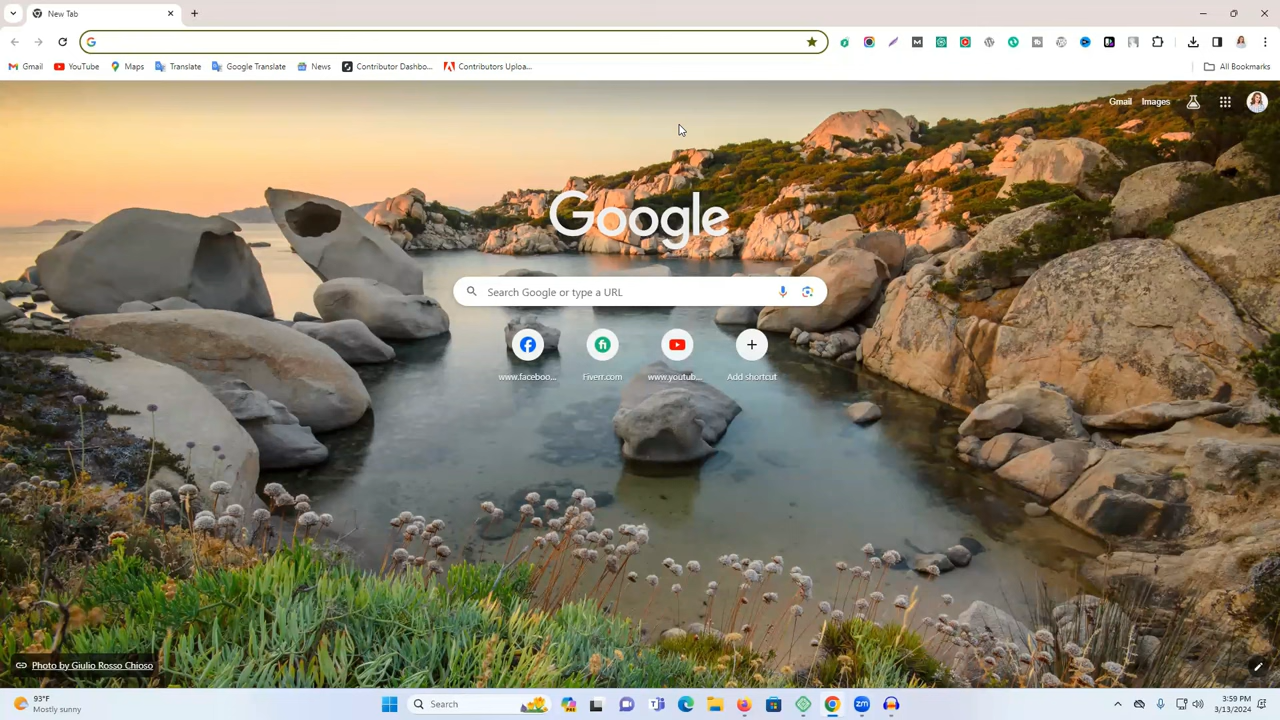 New Tab
Gmail YouTube Maps Translate Google Translate News Contributor Dashbo... Contributors Uploa... All Bookmarks
Gmail Images
Google
Search Google or type a URL
www.faceboo... Fiverr.com www.youtub... Add shortcut
Photo by Giulio Rosso Chioso
93°F
Mostly sunny
Search
3:59 PM
3/13/2024